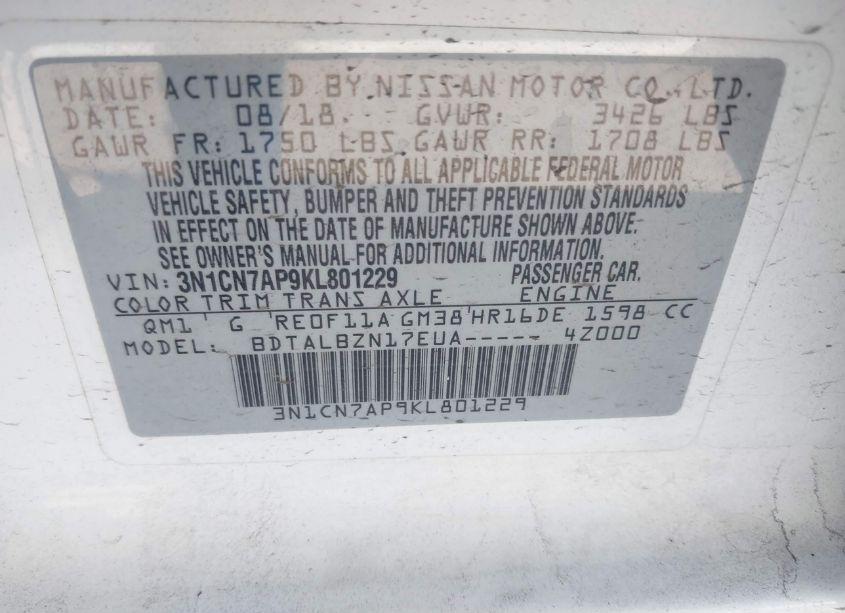 MANUFACTURED BY NISSAN MOTOR CO., LTD.
DATE: 08/18 GVWR: 3426 LBS
GAWR FR: 1750 LBS GAWR RR: 1708 LBS
THIS VEHICLE CONFORMS TO ALL APPLICABLE FEDERAL MOTOR
VEHICLE SAFETY, BUMPER AND THEFT PREVENTION STANDARDS
IN EFFECT ON THE DATE OF MANUFACTURE SHOWN ABOVE.
SEE OWNER'S MANUAL FOR ADDITIONAL INFORMATION.
VIN: 3N1CN7AP9KL801229 PASSENGER CAR.
COLOR TRIM TRANS AXLE ENGINE
QM1 ' G 'RE0F11A GM38'HR16DE 1598 CC
MODEL: BDTALBZN17EUA----- 4Z000
3N1CN7AP9KL801229